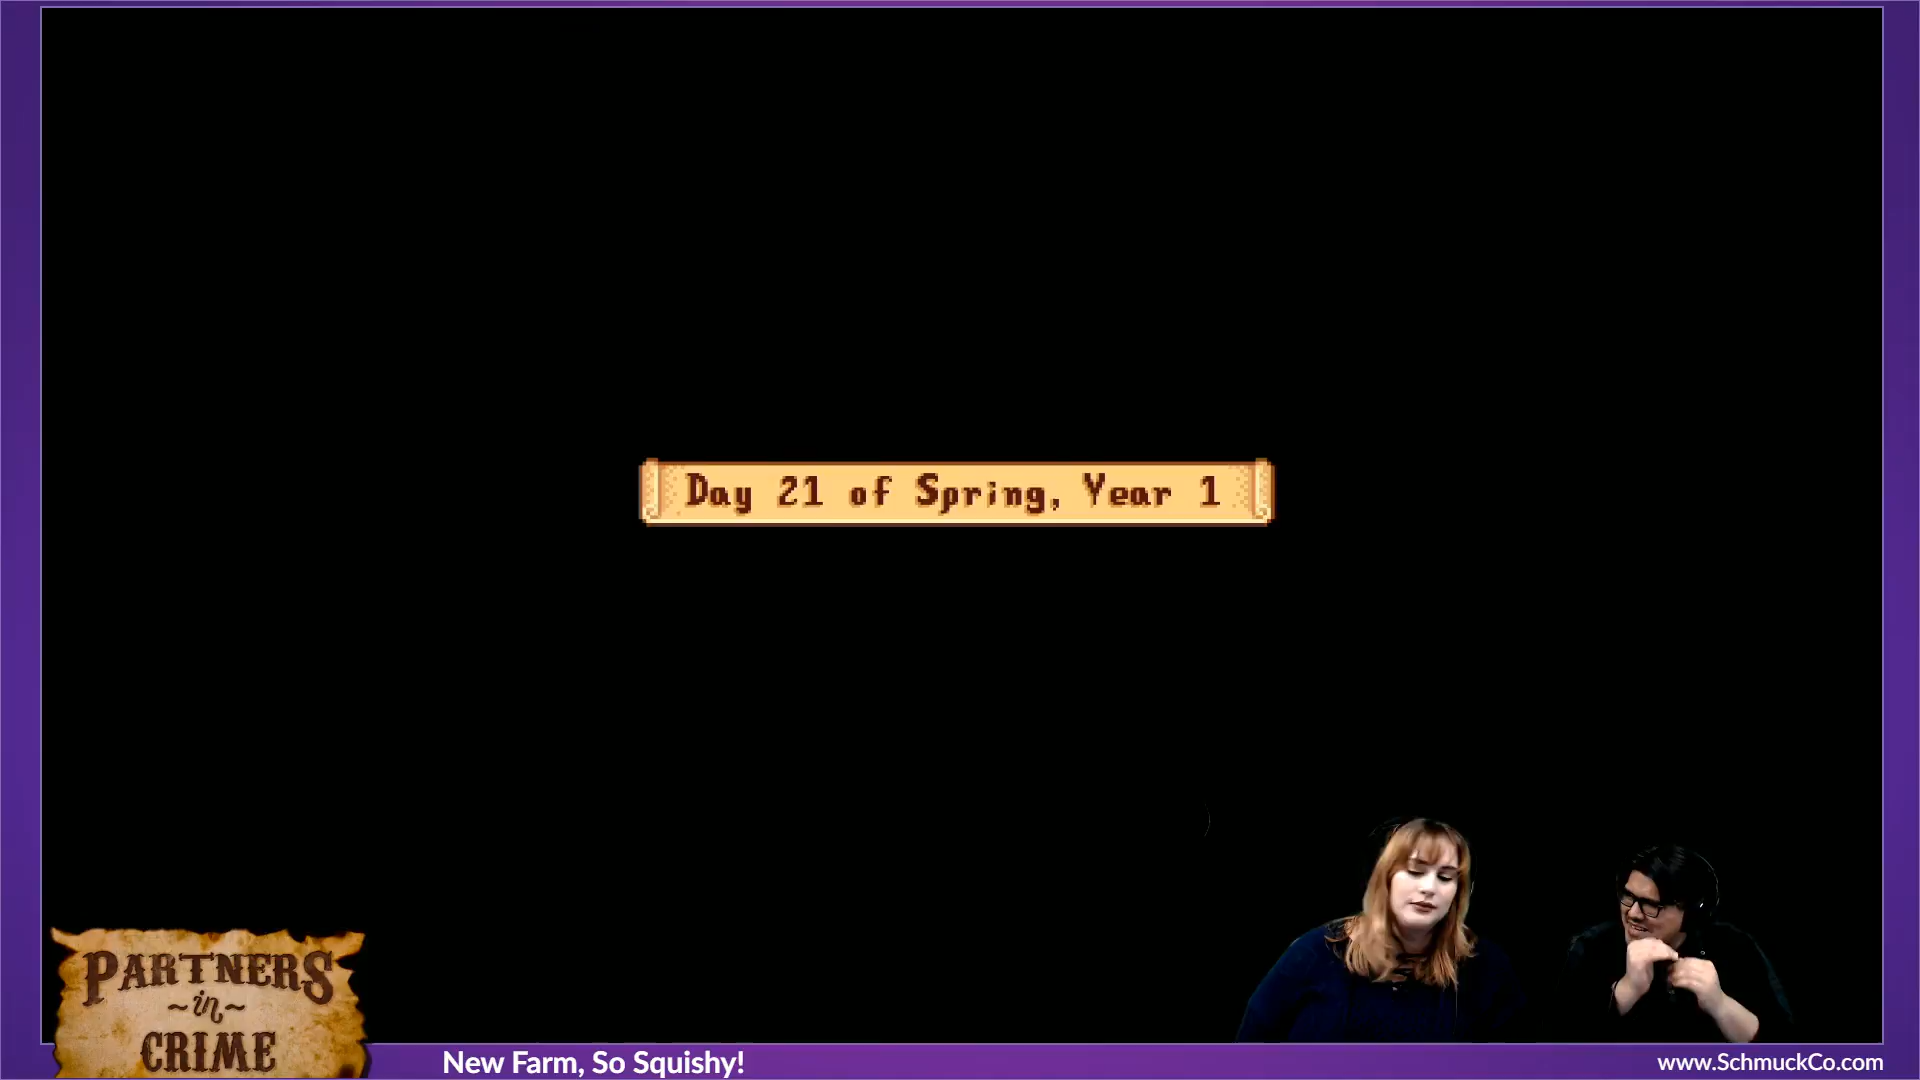 Day 21 of Spring, Year 1
PARTNERS
~in~
CRIME
New Farm, So Squishy!
www.SchmuckCo.com